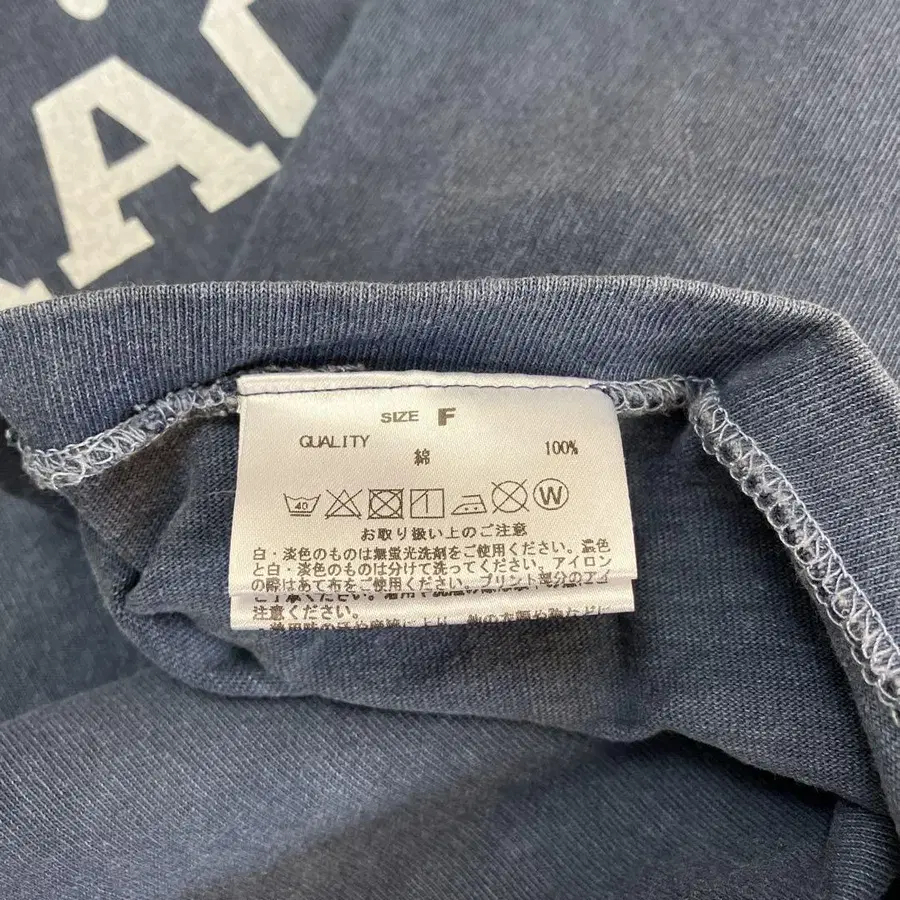 A
SIZE F
QUALITY
綿 100%
40
W
お取り扱い上のご注意
白・淡色のものは無蛍光洗剤をご使用ください。濃色
と白・淡色のものは分けて洗ってください。アイロン
の際はあて布をご使用ください。プリント部分のアイ
注意ください。